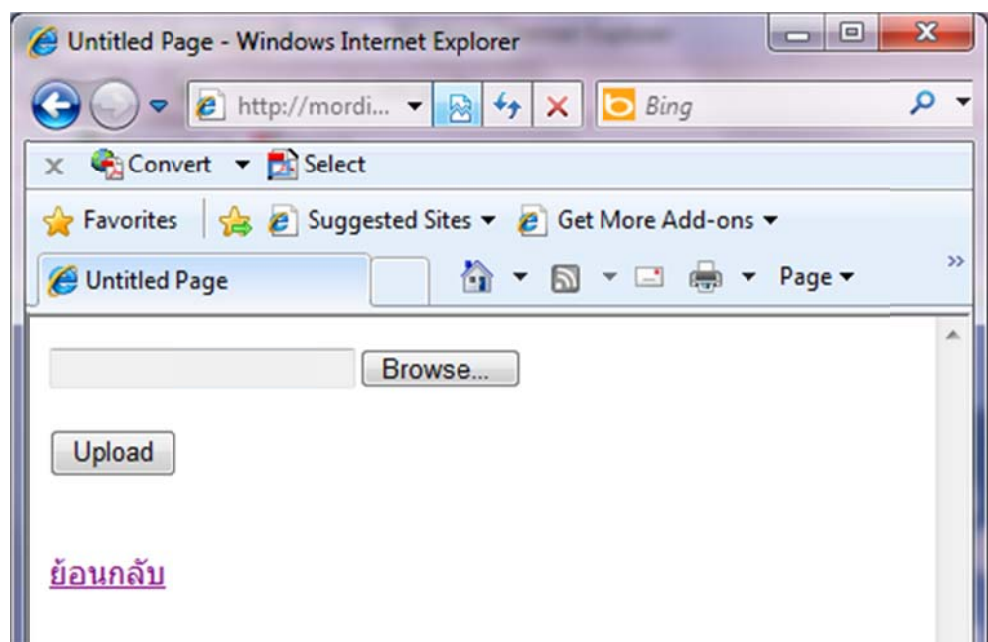 Untitled Page - Windows Internet Explorer
http://mordi... Bing
x Convert Select
Favorites Suggested Sites Get More Add-ons
Untitled Page Page »
Browse...
Upload
ย้อนกลับ